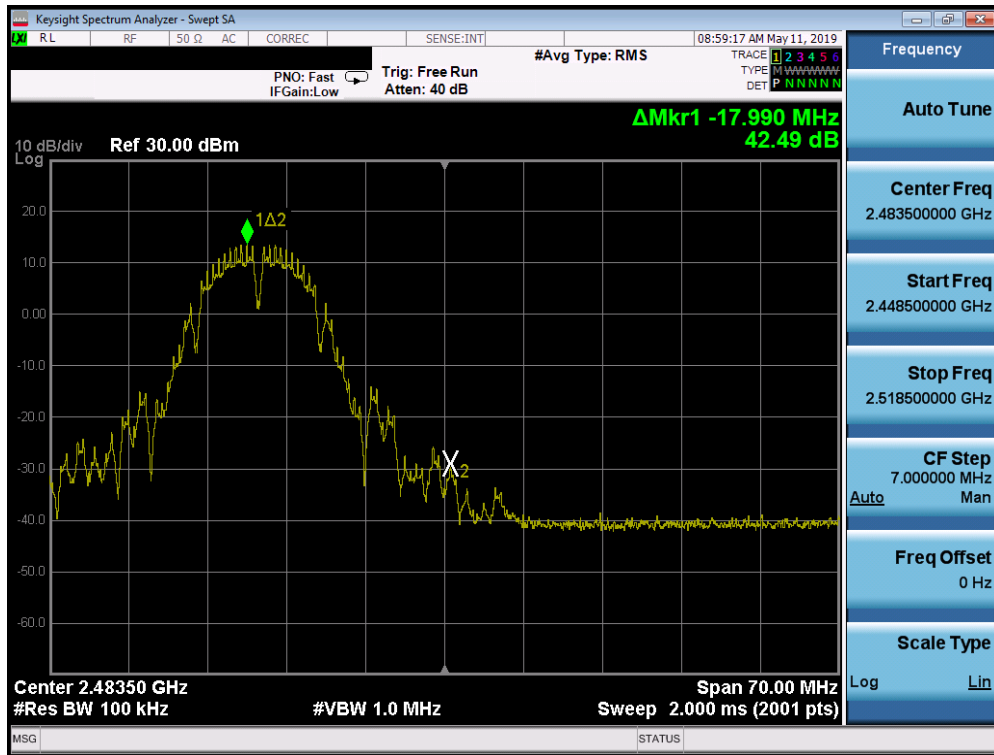 Keysight Spectrum Analyzer - Swept SA
LXI RL RF 50 Ω AC CORREC SENSE:INT 08:59:17 AM May 11, 2019
#Avg Type: RMS TRACE 1 2 3 4 5 6
PNO: Fast Trig: Free Run TYPE M WWWWWW
IFGain:Low Atten: 40 dB DET P N N N N N
ΔMkr1 -17.990 MHz
42.49 dB
10 dB/div Ref 30.00 dBm
Log
20.0
10.0
0.00
-10.0
-20.0
-30.0
-40.0
-50.0
-60.0
1Δ2
X2
Center 2.48350 GHz Span 70.00 MHz
#Res BW 100 kHz #VBW 1.0 MHz Sweep 2.000 ms (2001 pts)
MSG STATUS
Frequency
Auto Tune
Center Freq
2.483500000 GHz
Start Freq
2.448500000 GHz
Stop Freq
2.518500000 GHz
CF Step
7.000000 MHz
Auto Man
Freq Offset
0 Hz
Scale Type
Log Lin